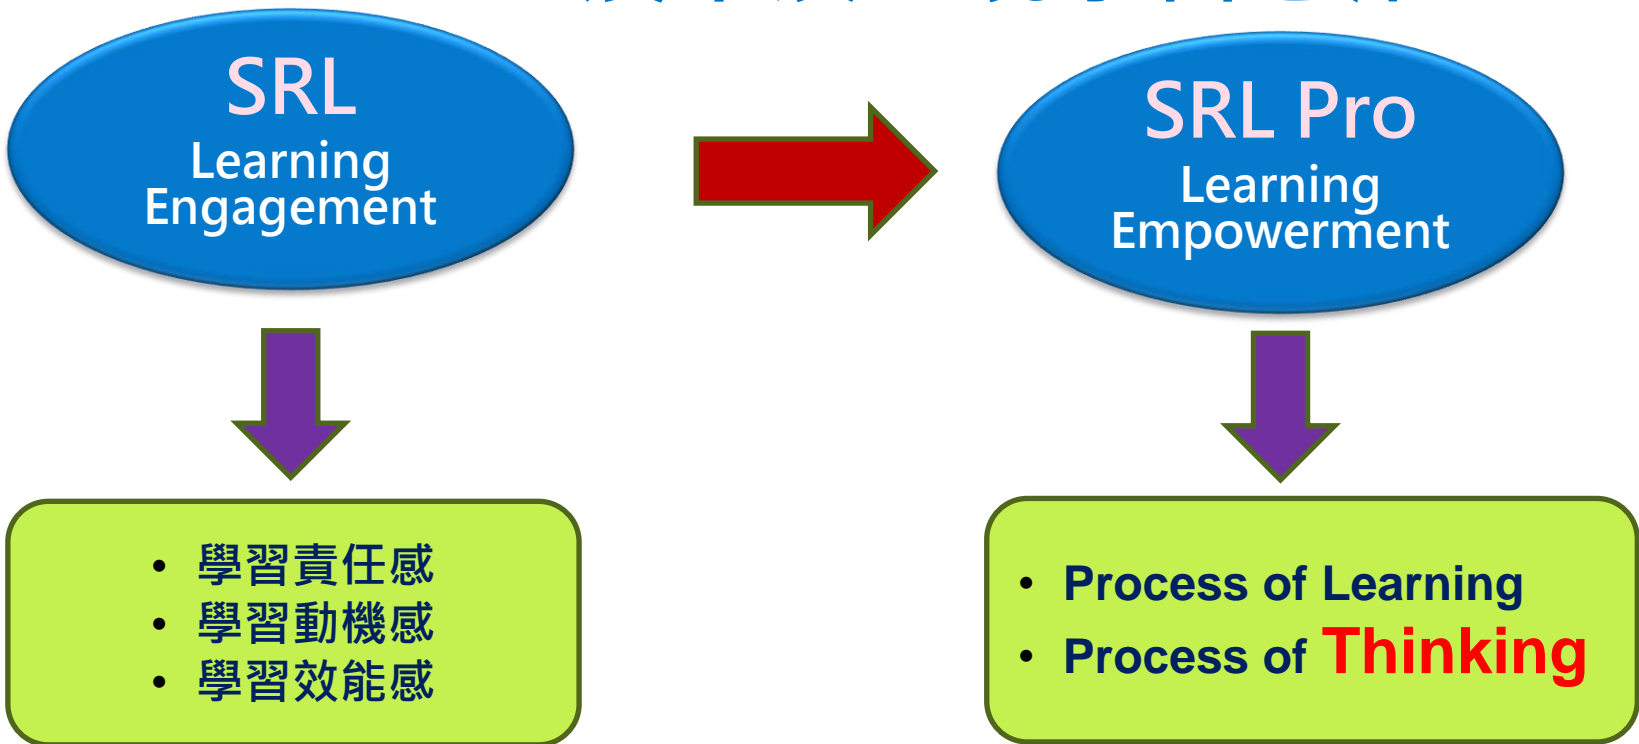 SRL
Learning
Engagement
SRL Pro
Learning
Empowerment
• 學習責任感
• 學習動機感
• 學習效能感
• Process of Learning
• Process of Thinking